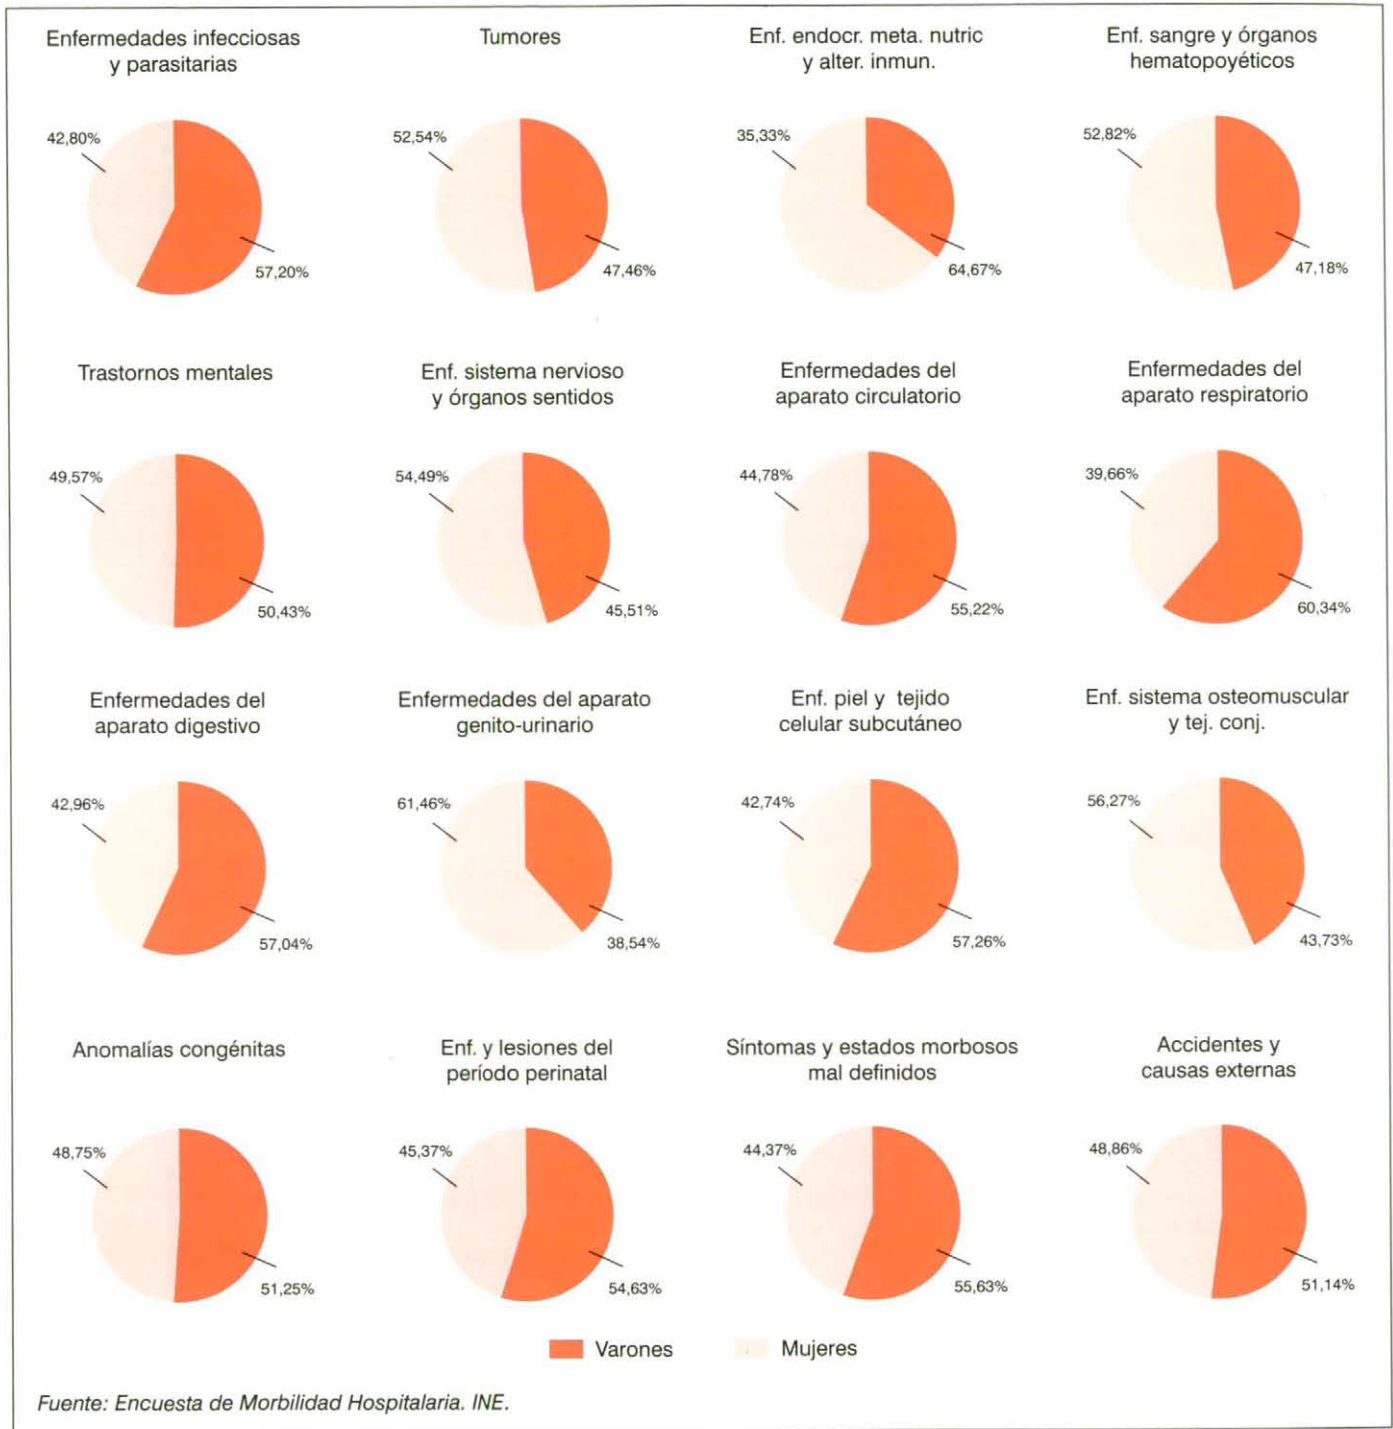 Enfermedades infecciosas
y parasitarias
42,80%
57,20%
Tumores
52,54%
47,46%
Enf. endocr. meta. nutric
y alter. inmun.
35,33%
64,67%
Enf. sangre y órganos
hematopoyéticos
52,82%
47,18%
Trastornos mentales
49,57%
50,43%
Enf. sistema nervioso
y órganos sentidos
54,49%
45,51%
Enfermedades del
aparato circulatorio
44,78%
55,22%
Enfermedades del
aparato respiratorio
39,66%
60,34%
Enfermedades del
aparato digestivo
42,96%
57,04%
Enfermedades del aparato
genito-urinario
61,46%
38,54%
Enf. piel y tejido
celular subcutáneo
42,74%
57,26%
Enf. sistema osteomuscular
y tej. conj.
56,27%
43,73%
Anomalías congénitas
48,75%
51,25%
Enf. y lesiones del
período perinatal
45,37%
54,63%
Síntomas y estados morbosos
mal definidos
44,37%
55,63%
Accidentes y
causas externas
48,86%
51,14%
Varones
Mujeres
Fuente: Encuesta de Morbilidad Hospitalaria. INE.